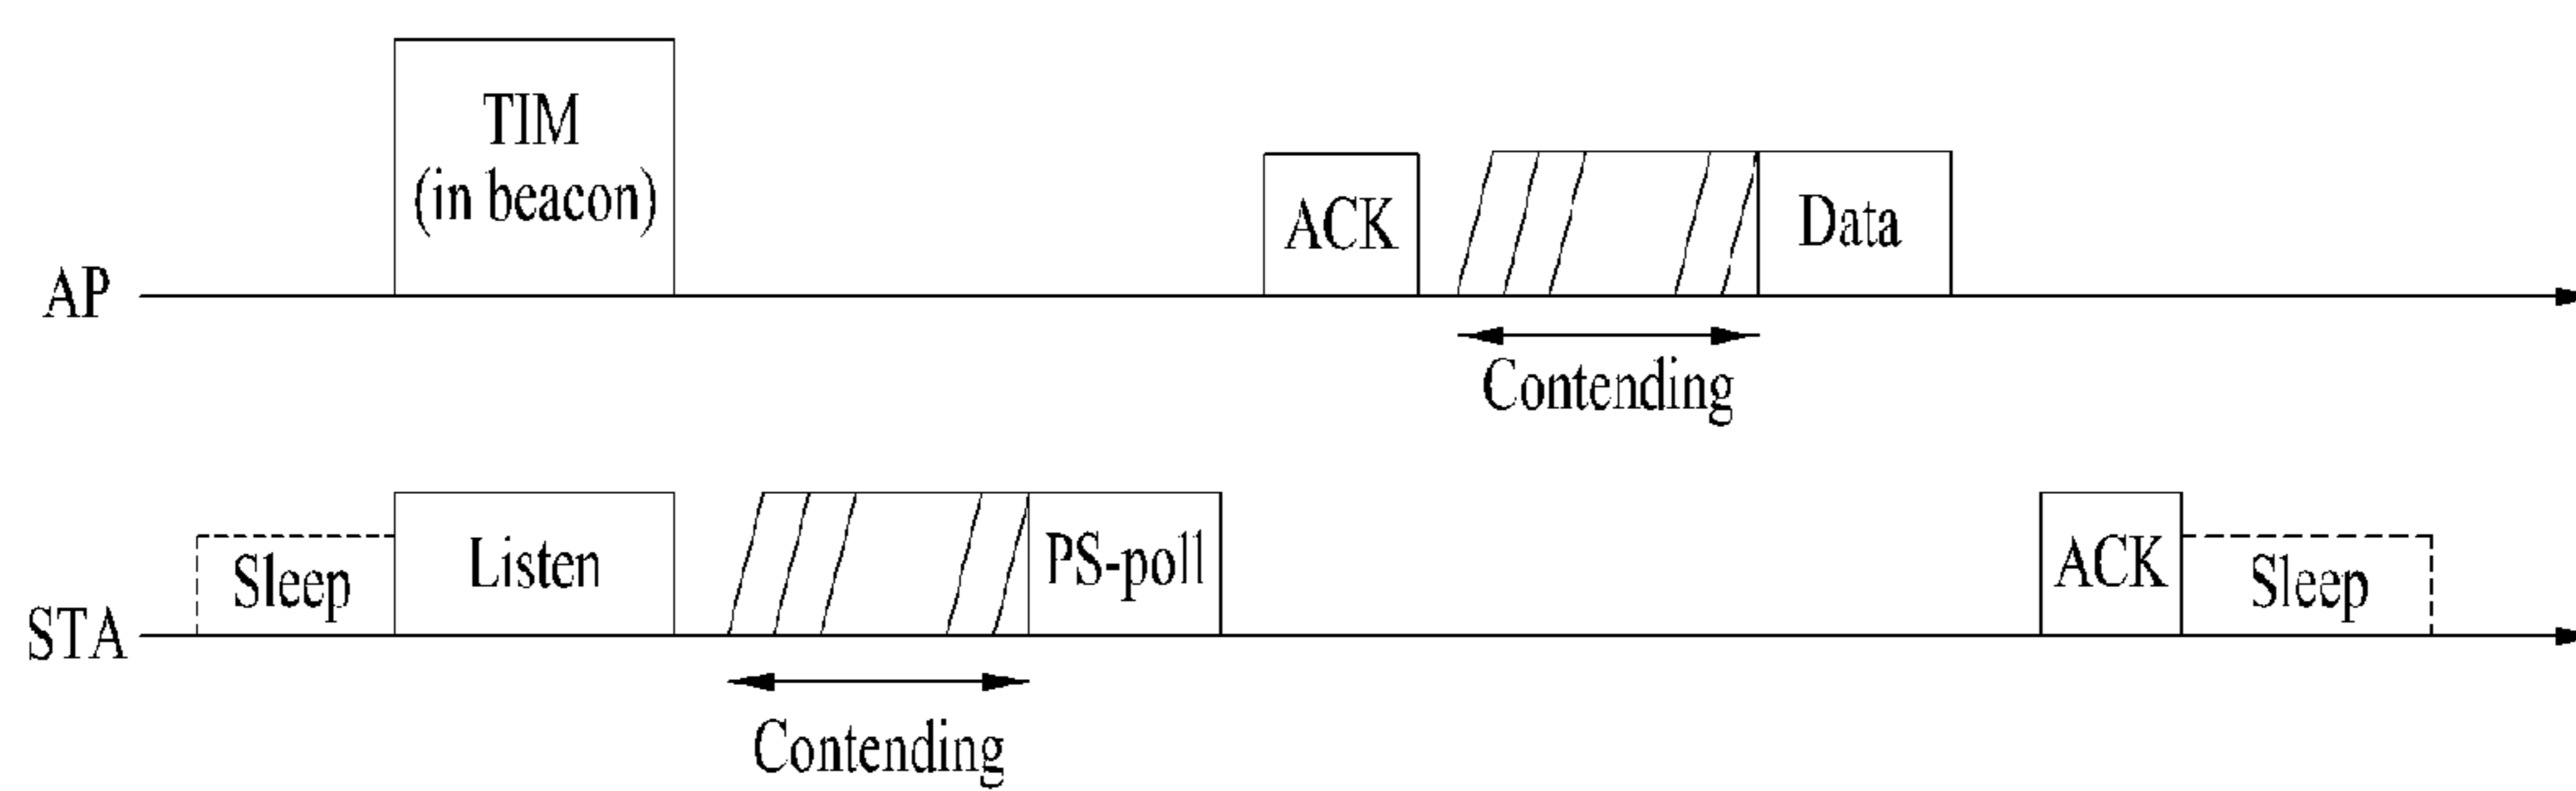 TIM
(in beacon)
ACK
Data
AP
Contending
Sleep
Listen
PS-poll
ACK
Sleep
STA
Contending